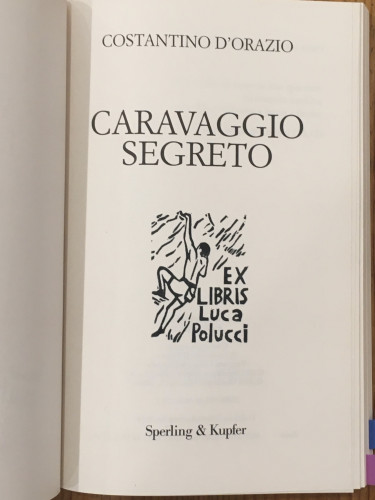 COSTANTINO D'ORAZIO
CARAVAGGIO
SEGRETO
EX
LIBRIS
Luca
Polucci
Sperling & Kupfer